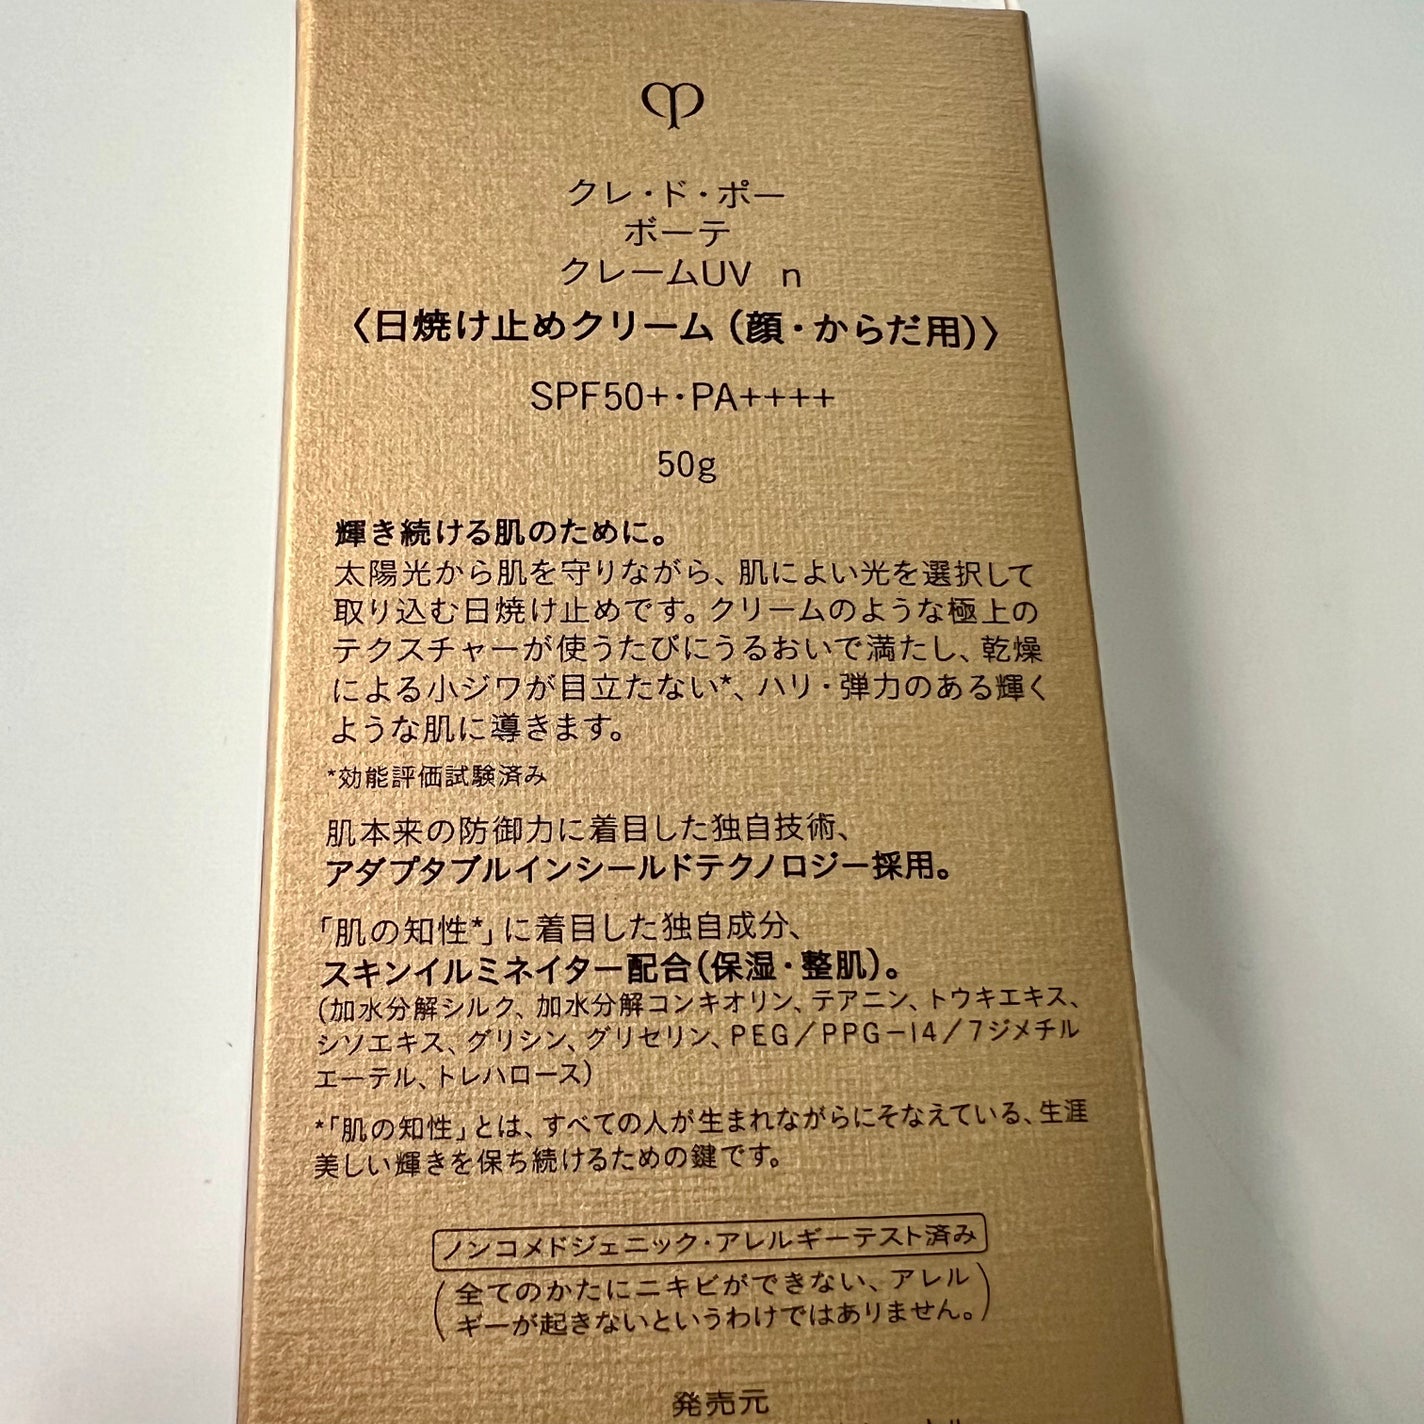 クレ・ド・ポー
ボーテ
クレームUV n
〈日焼け止めクリーム（顔・からだ用）〉
SPF50+・PA++++
50g
輝き続ける肌のために。
太陽光から肌を守りながら、肌によい光を選択して
取り込む日焼け止めです。クリームのような極上の
テクスチャーが使うたびにうるおいで満たし、乾燥
による小ジワが目立たない*、ハリ・弾力のある輝く
ような肌に導きます。
*効能評価試験済み
肌本来の防御力に着目した独自技術、
アダプタブルインシールドテクノロジー採用。
「肌の知性*」に着目した独自成分、
スキンイルミネイター配合（保湿・整肌）。
（加水分解シルク、加水分解コンキオリン、テアニン、トウキエキス、
シソエキス、グリシン、グリセリン、PEG／PPG－14／7ジメチル
エーテル、トレハロース）
*「肌の知性」とは、すべての人が生まれながらにそなえている、生涯
美しい輝きを保ち続けるための鍵です。
ノンコメドジェニック・アレルギーテスト済み
（全てのかたにニキビができない、アレル
ギーが起きないというわけではありません。）
発売元